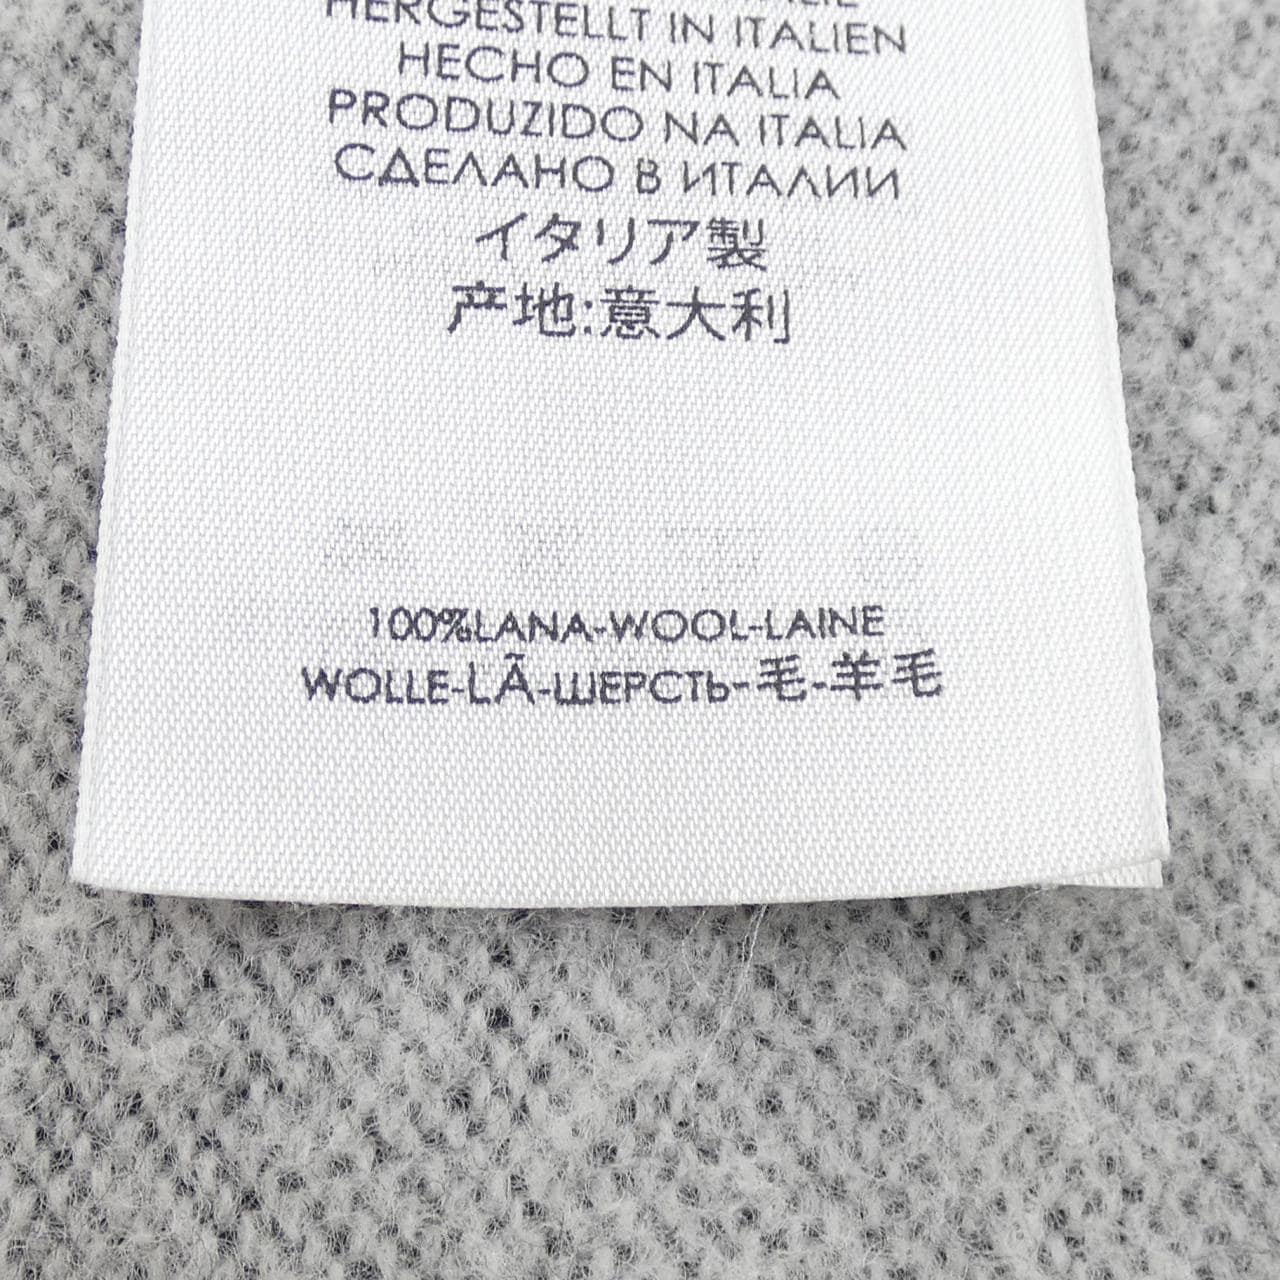 HERGESTELLT IN ITALIEN
HECHO EN ITALIA
PRODUZIDO NA ITALIA
СДЕЛАНО В ИТАЛИИ
イタリア製
产地:意大利
100%LANA-WOOL-LAINE
WOLLE-LÃ-ШЕРСТЬ-毛-羊毛